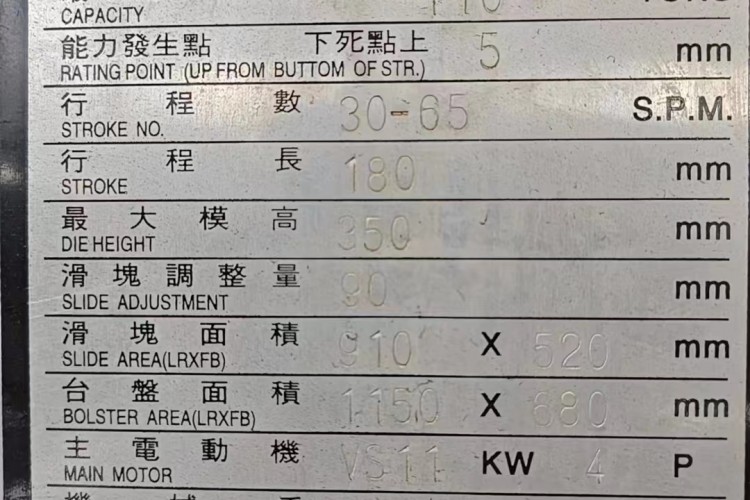 CAPACITY 110
能力發生點 下死點上 5 mm
RATING POINT (UP FROM BUTTOM OF STR.)
行程數 30-65 S.P.M.
STROKE NO.
行程長 180 mm
STROKE
最大模高 350 mm
DIE HEIGHT
滑塊調整量 90 mm
SLIDE ADJUSTMENT
滑塊面積 910 X 520 mm
SLIDE AREA(LRXFB)
台盤面積 1150 X 680 mm
BOLSTER AREA(LRXFB)
主電動機 VS11 KW 4 P
MAIN MOTOR